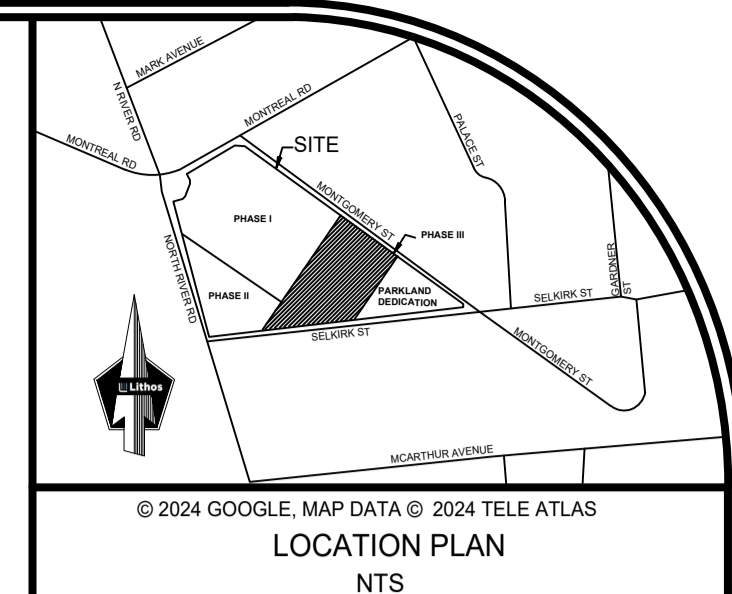 MARK AVENUE
N RIVER RD
MONTREAL RD
MONTREAL RD
SITE
PALACE ST
MONTGOMERY ST
PHASE I
PHASE III
NORTH RIVER RD
GARDNER
ST
PHASE II
PARKLAND
DEDICATION
SELKIRK ST
SELKIRK ST
MONTGOMERY ST
Lithos
MCARTHUR AVENUE
© 2024 GOOGLE, MAP DATA © 2024 TELE ATLAS
LOCATION PLAN
NTS